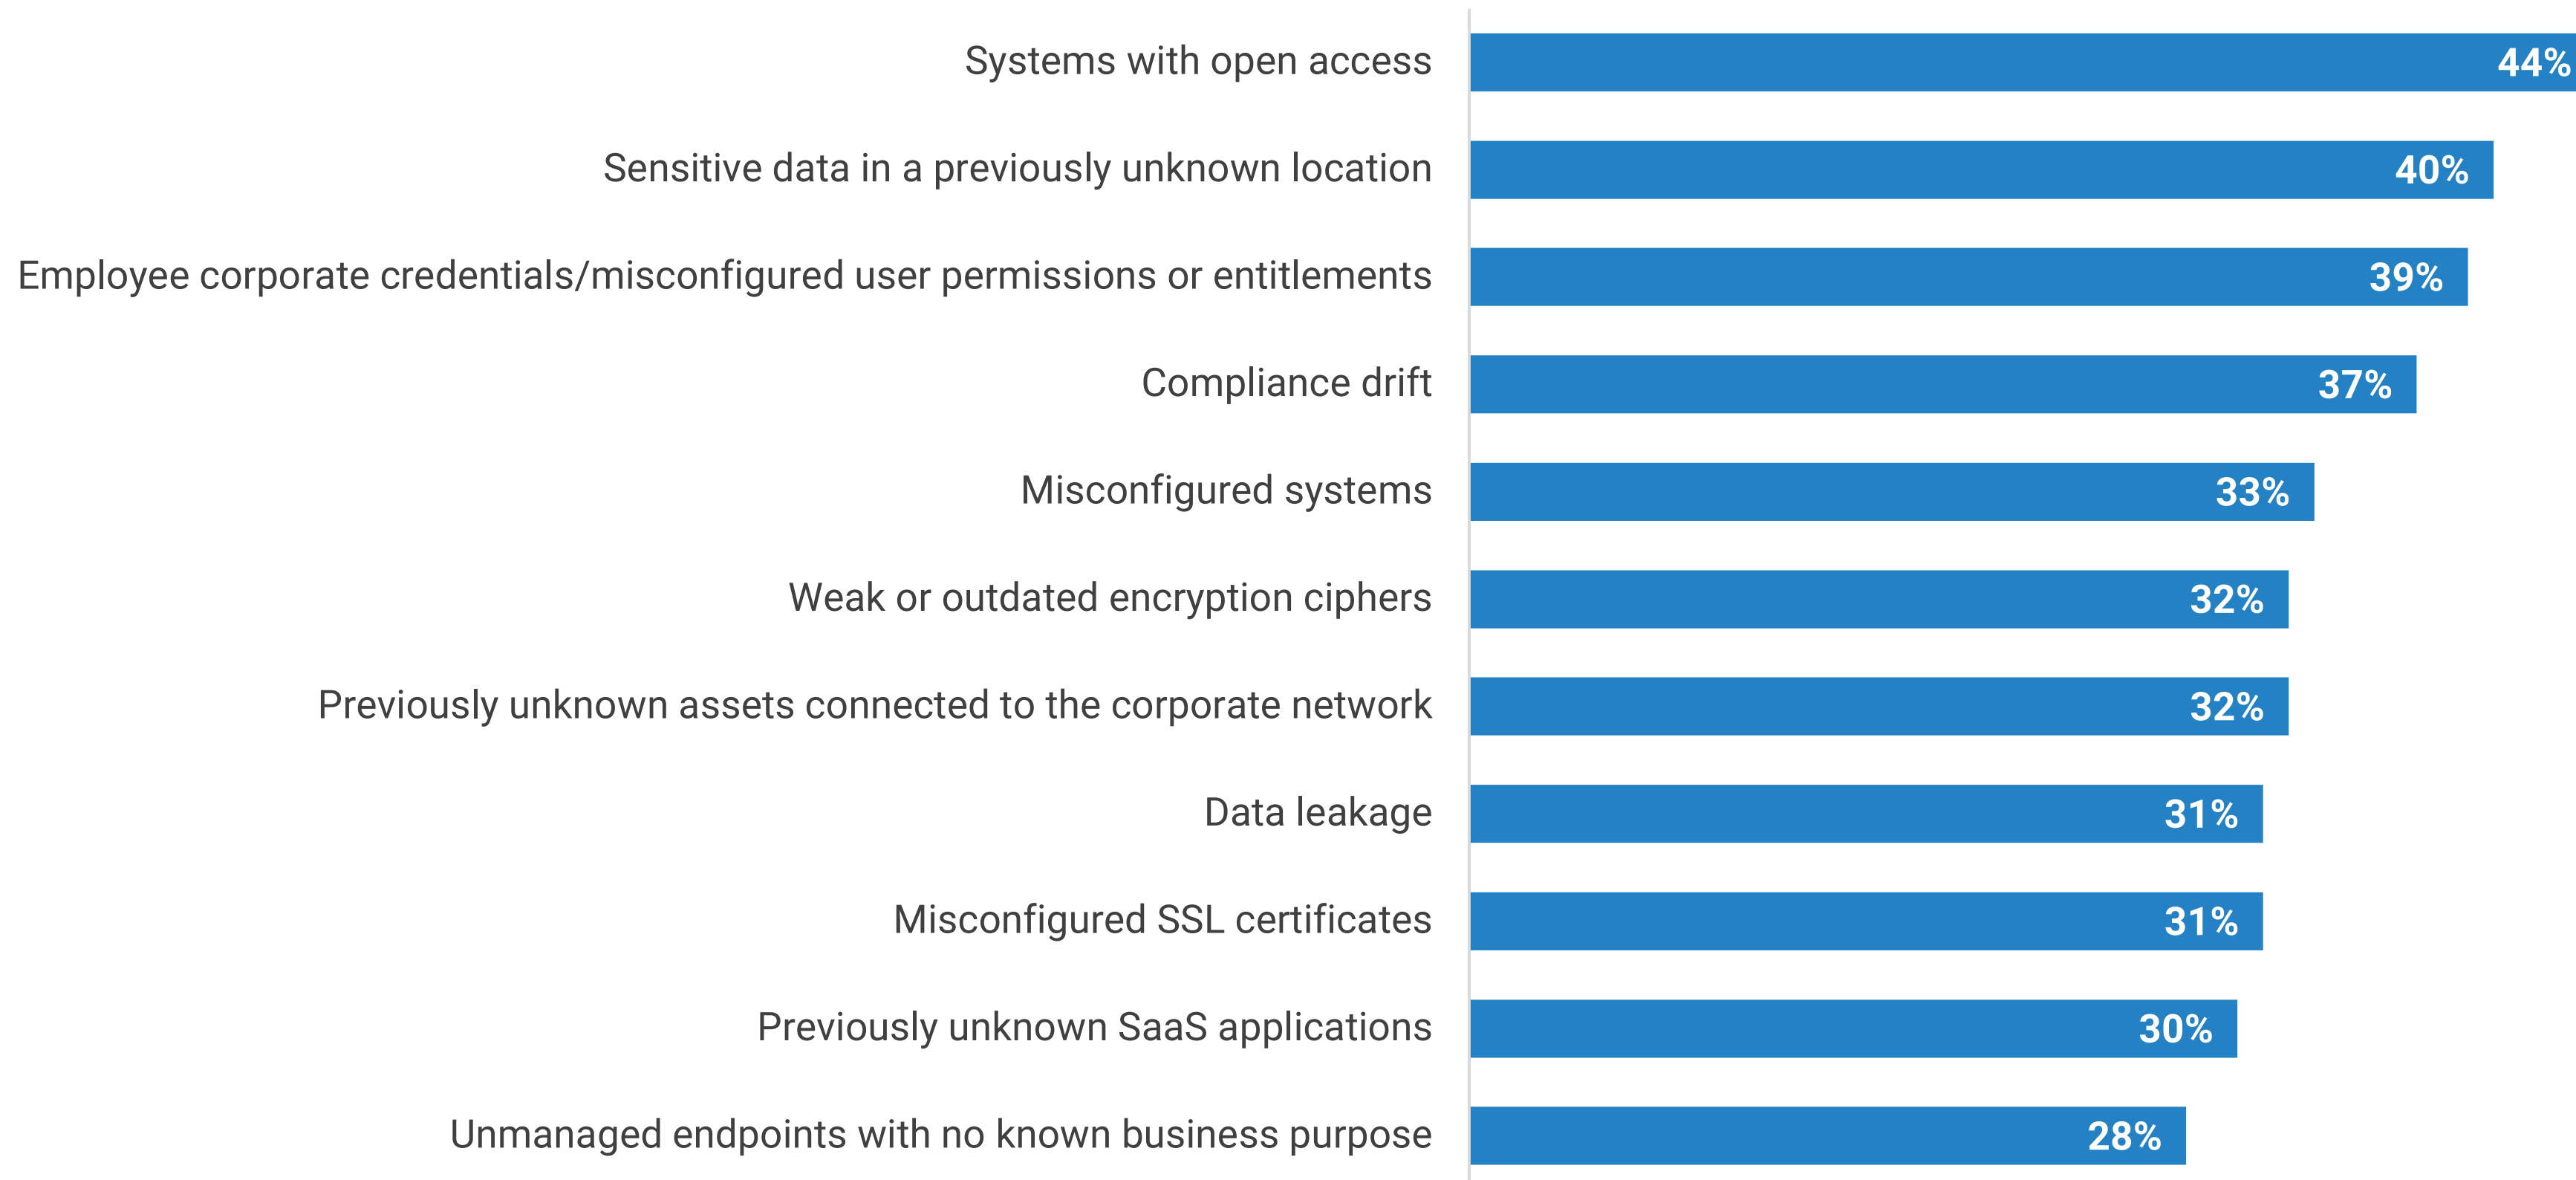 Systems with open access 44%
Sensitive data in a previously unknown location 40%
Employee corporate credentials/misconfigured user permissions or entitlements 39%
Compliance drift 37%
Misconfigured systems 33%
Weak or outdated encryption ciphers 32%
Previously unknown assets connected to the corporate network 32%
Data leakage 31%
Misconfigured SSL certificates 31%
Previously unknown SaaS applications 30%
Unmanaged endpoints with no known business purpose 28%